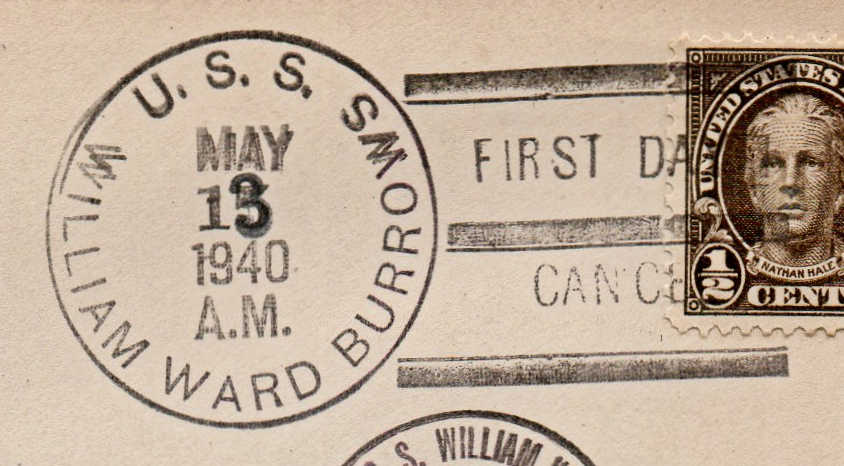 U. S. S.
WILLIAM WARD BURROWS
MAY
13
1940
A.M.
FIRST DA
CANCE
UNITED STATES
NATHAN HALE
1/2 CENT
S. WILLIAM